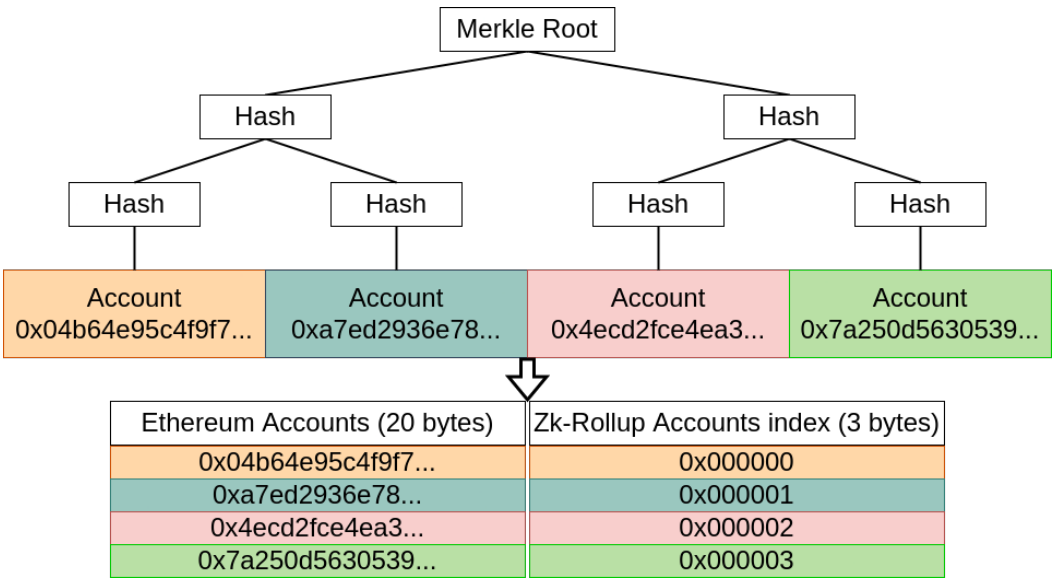 Merkle Root
Hash
Hash
Hash
Hash
Hash
Hash
Account
0x04b64e95c4f9f7...
Account
0xa7ed2936e78...
Account
0x4ecd2fce4ea3...
Account
0x7a250d5630539...
Ethereum Accounts (20 bytes)
Zk-Rollup Accounts index (3 bytes)
0x04b64e95c4f9f7...
0x000000
0xa7ed2936e78...
0x000001
0x4ecd2fce4ea3...
0x000002
0x7a250d5630539...
0x000003